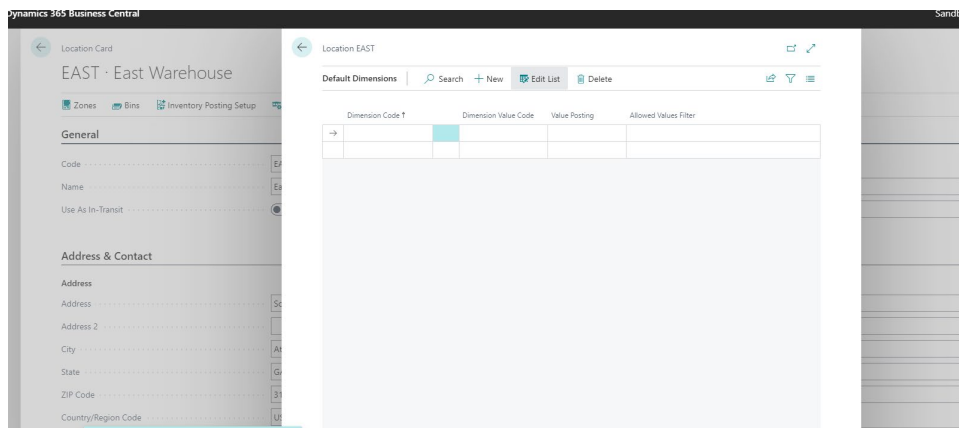 Dynamics 365 Business Central
Location Card
EAST · East Warehouse
Zones Bins Inventory Posting Setup
General
Code
Name
Use As In-Transit
Address & Contact
Address
Address
Address 2
City
State
ZIP Code
Country/Region Code
Location EAST
Default Dimensions Search New Edit List Delete
Dimension Code ↑ Dimension Value Code Value Posting Allowed Values Filter